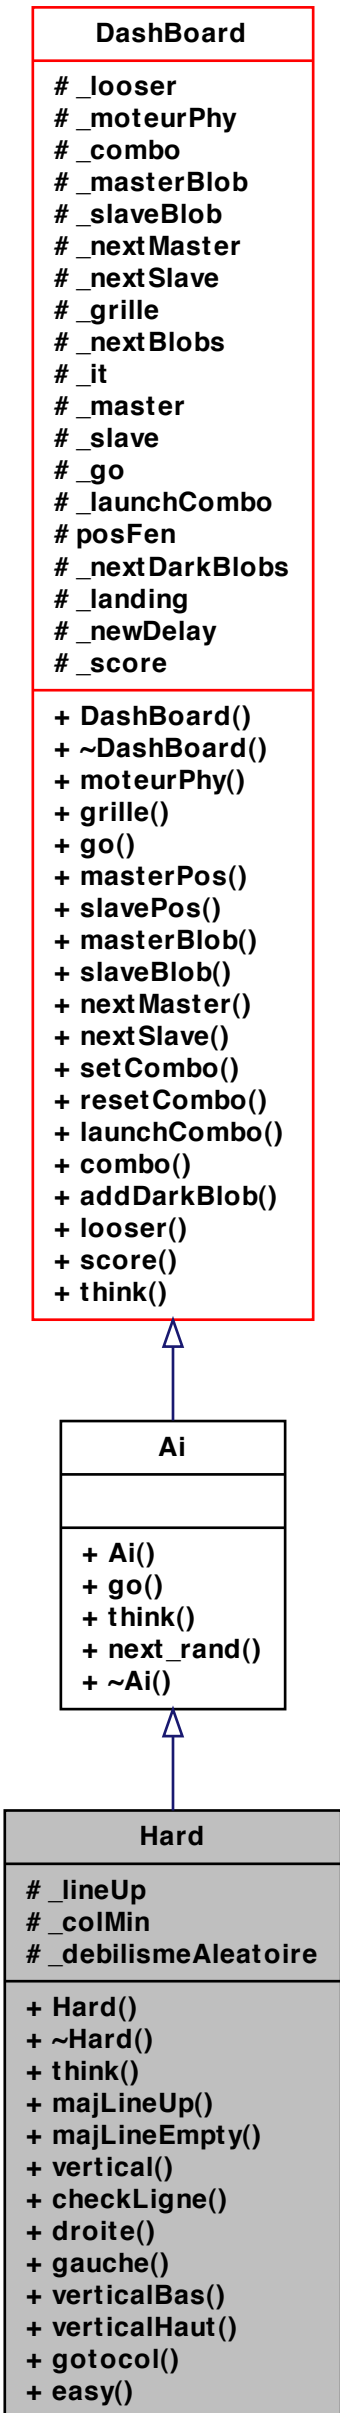 DashBoard
# _looser
# _moteurPhy
# _combo
# _masterBlob
# _slaveBlob
# _nextMaster
# _nextSlave
# _grille
# _nextBlobs
# _it
# _master
# _slave
# _go
# _launchCombo
# posFen
# _nextDarkBlobs
# _landing
# _newDelay
# _score
+ DashBoard()
+ ~DashBoard()
+ moteurPhy()
+ grille()
+ go()
+ masterPos()
+ slavePos()
+ masterBlob()
+ slaveBlob()
+ nextMaster()
+ nextSlave()
+ setCombo()
+ resetCombo()
+ launchCombo()
+ combo()
+ addDarkBlob()
+ looser()
+ score()
+ think()
Ai
+ Ai()
+ go()
+ think()
+ next_rand()
+ ~Ai()
Hard
# _lineUp
# _colMin
# _debilismeAleatoire
+ Hard()
+ ~Hard()
+ think()
+ majLineUp()
+ majLineEmpty()
+ vertical()
+ checkLigne()
+ droite()
+ gauche()
+ verticalBas()
+ verticalHaut()
+ gotocol()
+ easy()